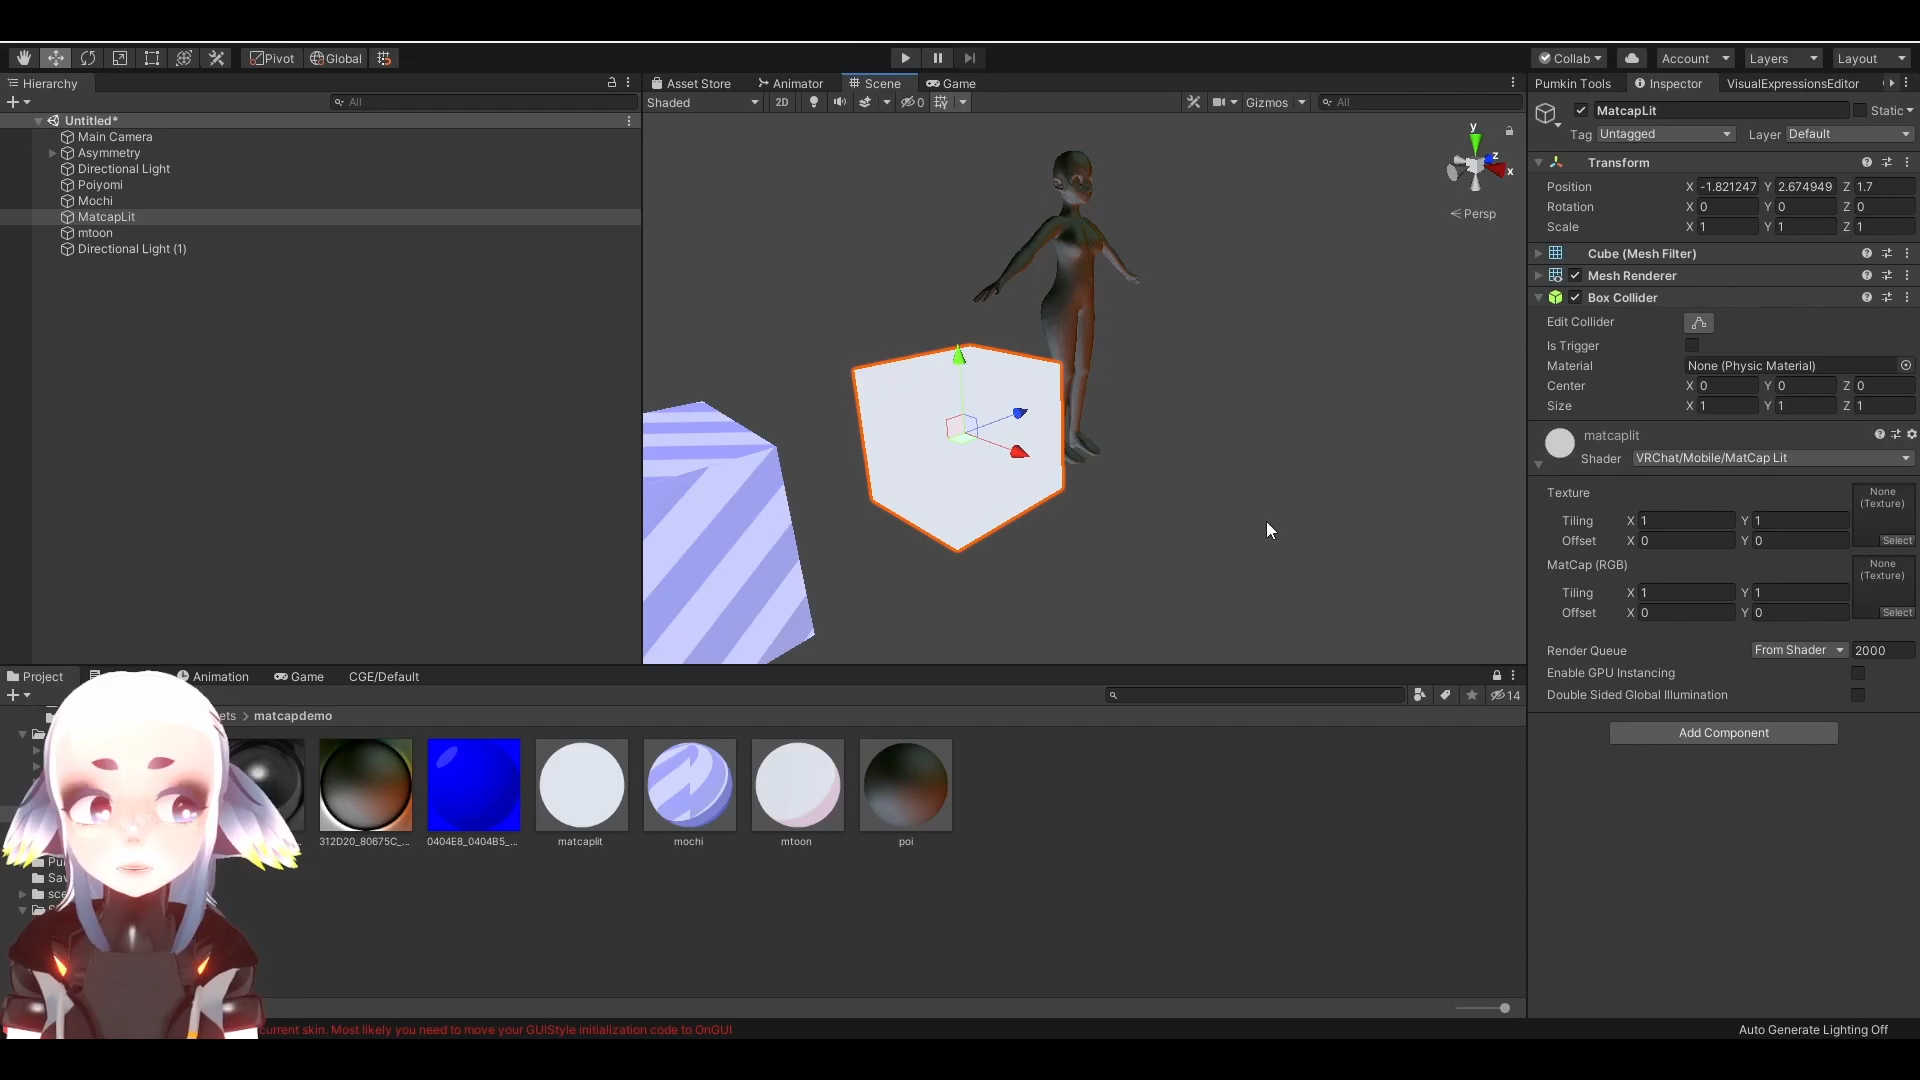 Pivot Global Collab Account Layers Layout
Hierarchy Asset Store Animator Scene Game Pumkin Tools Inspector VisualExpressionsEditor
All Shaded 2D 0 Gizmos All
MatcapLit Static
Tag Untagged Layer Default
Untitled*
Main Camera
Asymmetry
Directional Light
Poiyomi
Mochi
MatcapLit
mtoon
Directional Light (1)
y
z
x
Persp
Transform
Position X -1.821247 Y 2.674949 Z 1.7
Rotation X 0 Y 0 Z 0
Scale X 1 Y 1 Z 1
Cube (Mesh Filter)
Mesh Renderer
Box Collider
Edit Collider
Is Trigger
Material None (Physic Material)
Center X 0 Y 0 Z 0
Size X 1 Y 1 Z 1
matcaplit
Shader VRChat/Mobile/MatCap Lit
Texture None (Texture)
Tiling X 1 Y 1
Offset X 0 Y 0 Select
MatCap (RGB) None (Texture)
Tiling X 1 Y 1
Offset X 0 Y 0 Select
Render Queue From Shader 2000
Enable GPU Instancing
Double Sided Global Illumination
Add Component
Project Animation Game CGE/Default
14
ets > matcapdemo
312D20_80675C_... 0404E8_0404B5_... matcaplit mochi mtoon poi
Pu
Sav
sce
current skin. Most likely you need to move your GUIStyle initialization code to OnGUI
Auto Generate Lighting Off